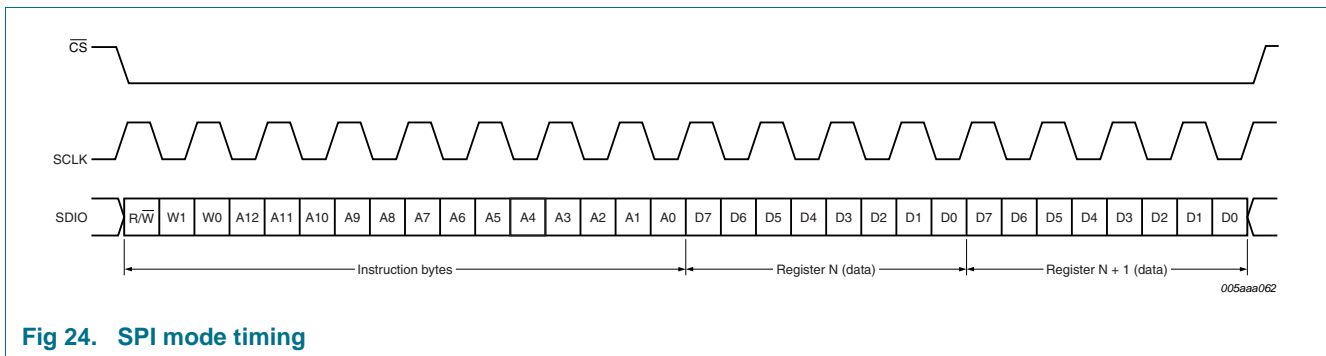 CS
SCLK
SDIO R/W W1 W0 A12 A11 A10 A9 A8 A7 A6 A5 A4 A3 A2 A1 A0 D7 D6 D5 D4 D3 D2 D1 D0 D7 D6 D5 D4 D3 D2 D1 D0
Instruction bytes Register N (data) Register N + 1 (data)
005aaa062
Fig 24. SPI mode timing